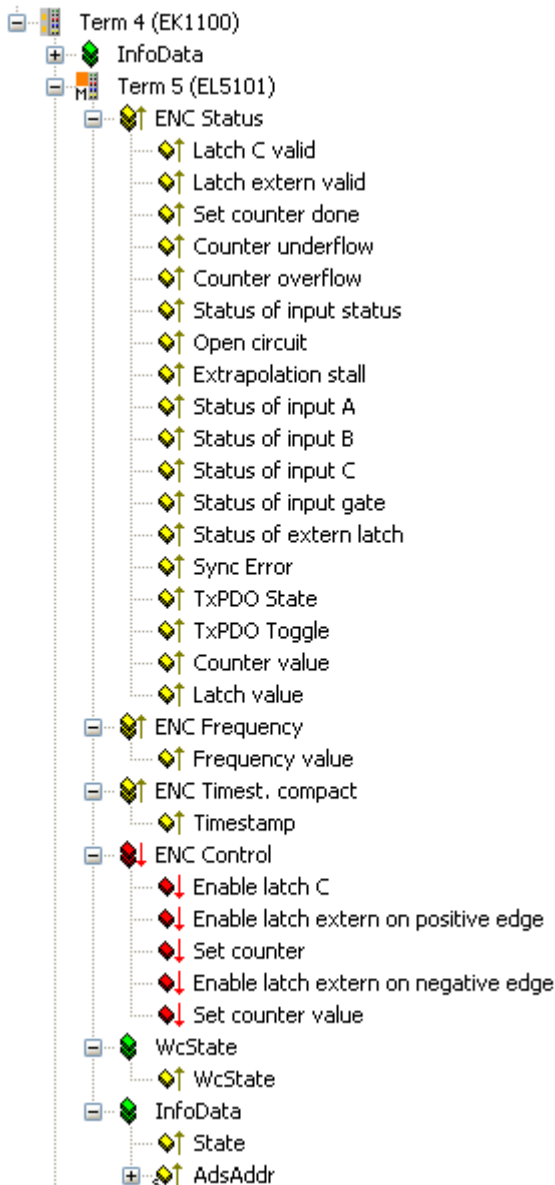 Term 4 (EK1100)
InfoData
Term 5 (EL5101)
ENC Status
Latch C valid
Latch extern valid
Set counter done
Counter underflow
Counter overflow
Status of input status
Open circuit
Extrapolation stall
Status of input A
Status of input B
Status of input C
Status of input gate
Status of extern latch
Sync Error
TxPDO State
TxPDO Toggle
Counter value
Latch value
ENC Frequency
Frequency value
ENC Timest. compact
Timestamp
ENC Control
Enable latch C
Enable latch extern on positive edge
Set counter
Enable latch extern on negative edge
Set counter value
WcState
WcState
InfoData
State
AdsAddr